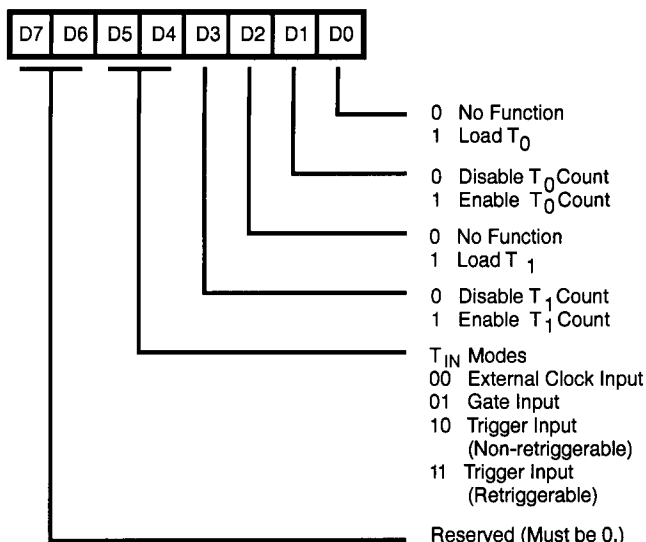 D7 D6 D5 D4 D3 D2 D1 D0
0 No Function
1 Load T0
0 Disable T0 Count
1 Enable T0 Count
0 No Function
1 Load T 1
0 Disable T1 Count
1 Enable T1 Count
TIN Modes
00 External Clock Input
01 Gate Input
10 Trigger Input
(Non-retriggerable)
11 Trigger Input
(Retriggerable)
Reserved (Must be 0.)